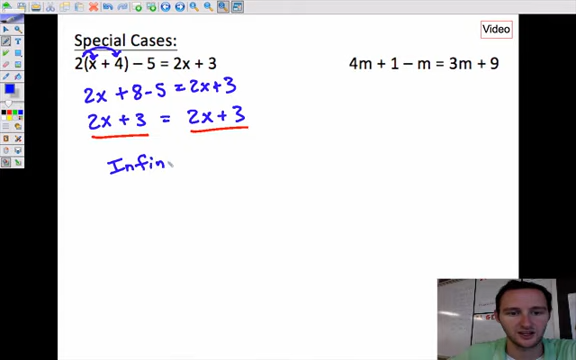 Video
Special Cases:
2(x + 4) – 5 = 2x + 3
4m + 1 – m = 3m + 9
2x + 8 - 5 = 2x + 3
2x + 3 = 2x + 3
Infin